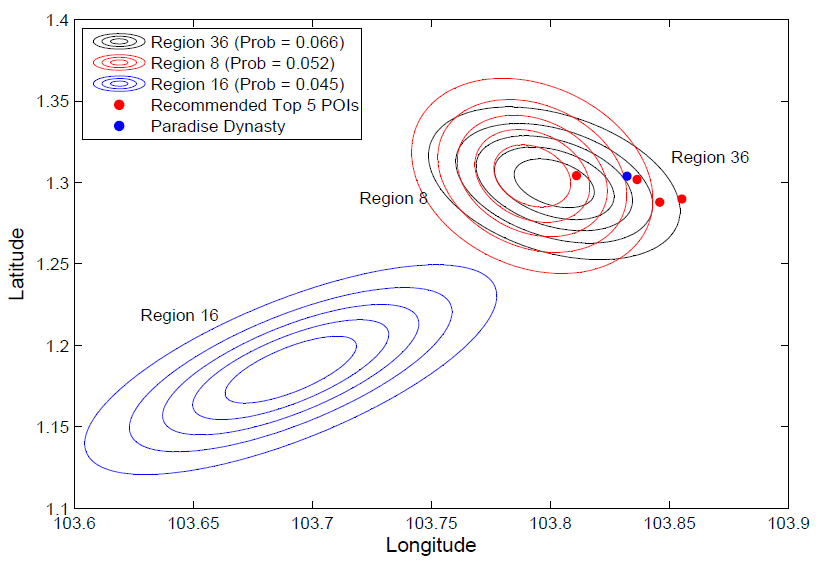 1.4
Region 36 (Prob = 0.066)
Region 8 (Prob = 0.052)
1.35
Region 16 (Prob = 0.045)
Recommended Top 5 POIs
Paradise Dynasty
Region 36
1.3
Region 8
Latitude
1.25
Region 16
1.2
1.15
1.1
103.6
103.65
103.7
103.75
103.8
103.85
103.9
Longitude